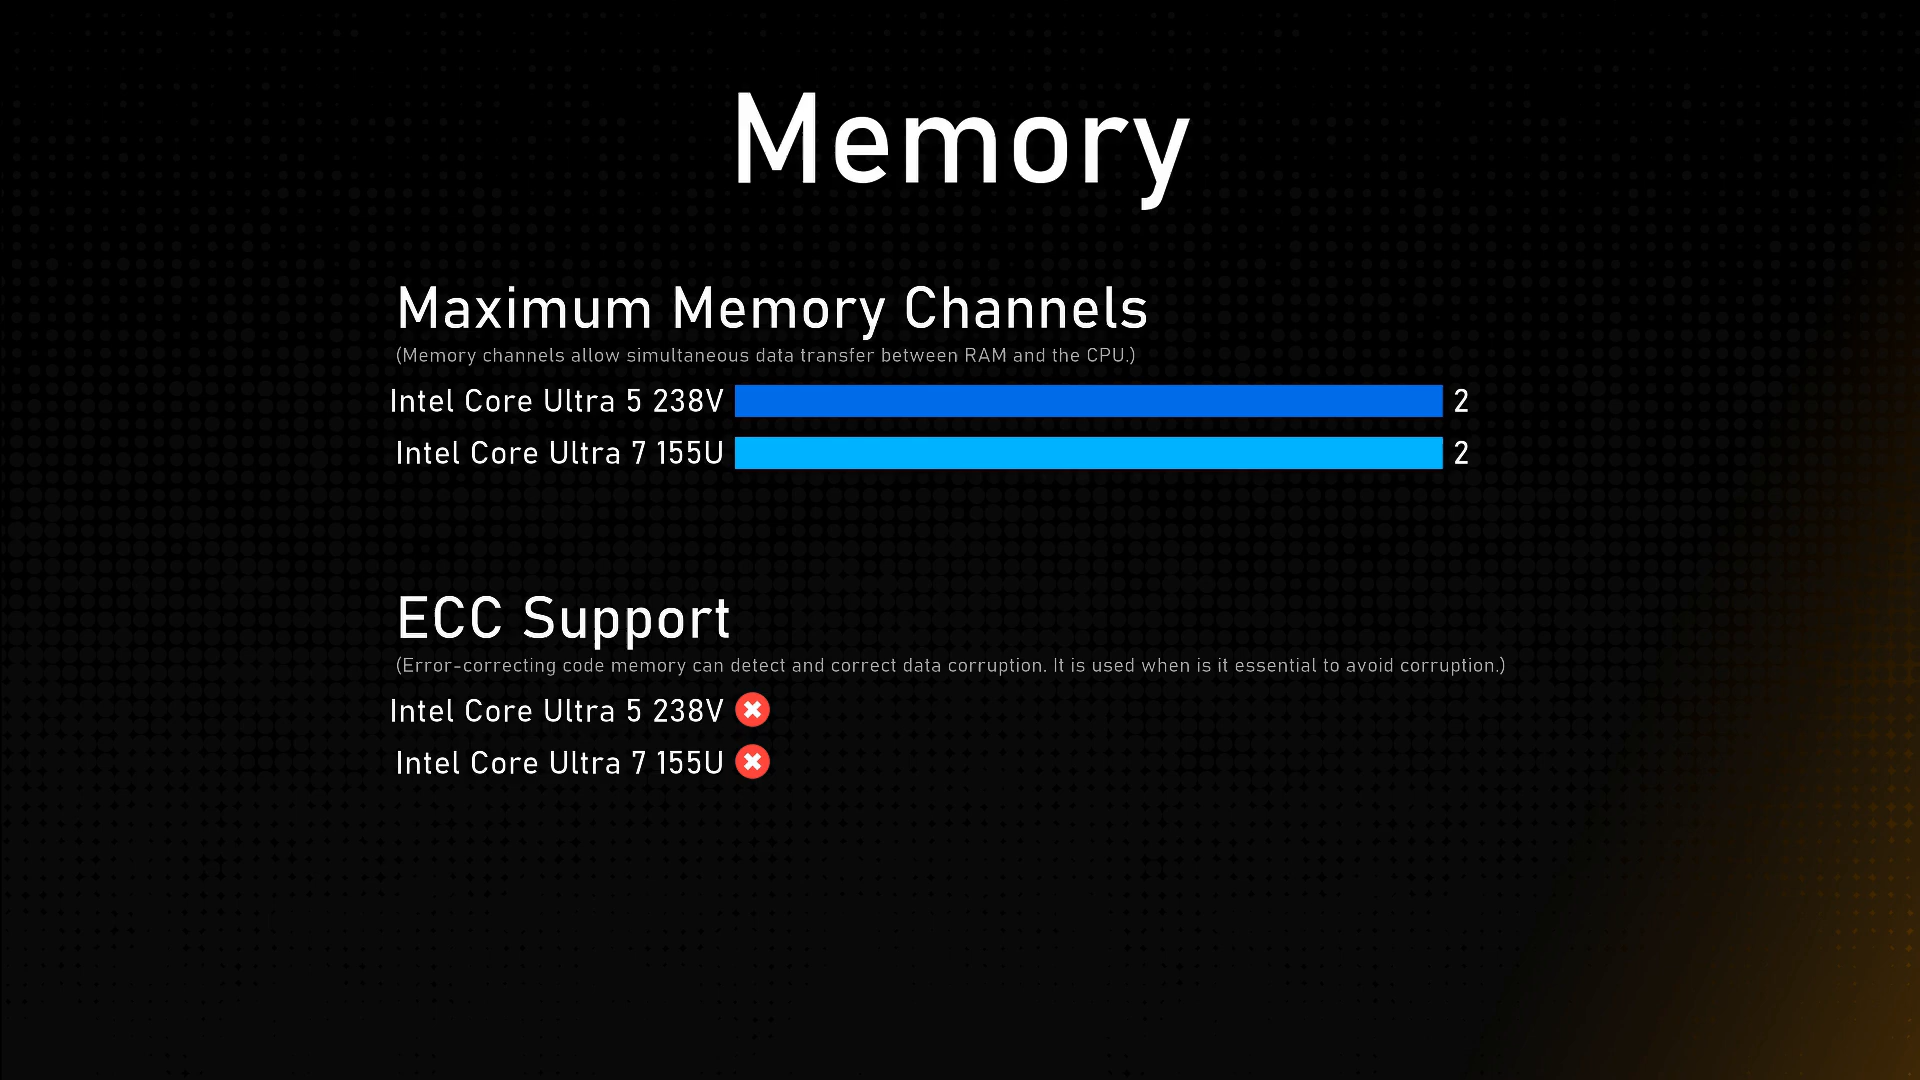 Memory
Maximum Memory Channels
(Memory channels allow simultaneous data transfer between RAM and the CPU.)
Intel Core Ultra 5 238V 2
Intel Core Ultra 7 155U 2
ECC Support
(Error-correcting code memory can detect and correct data corruption. It is used when is it essential to avoid corruption.)
Intel Core Ultra 5 238V
Intel Core Ultra 7 155U